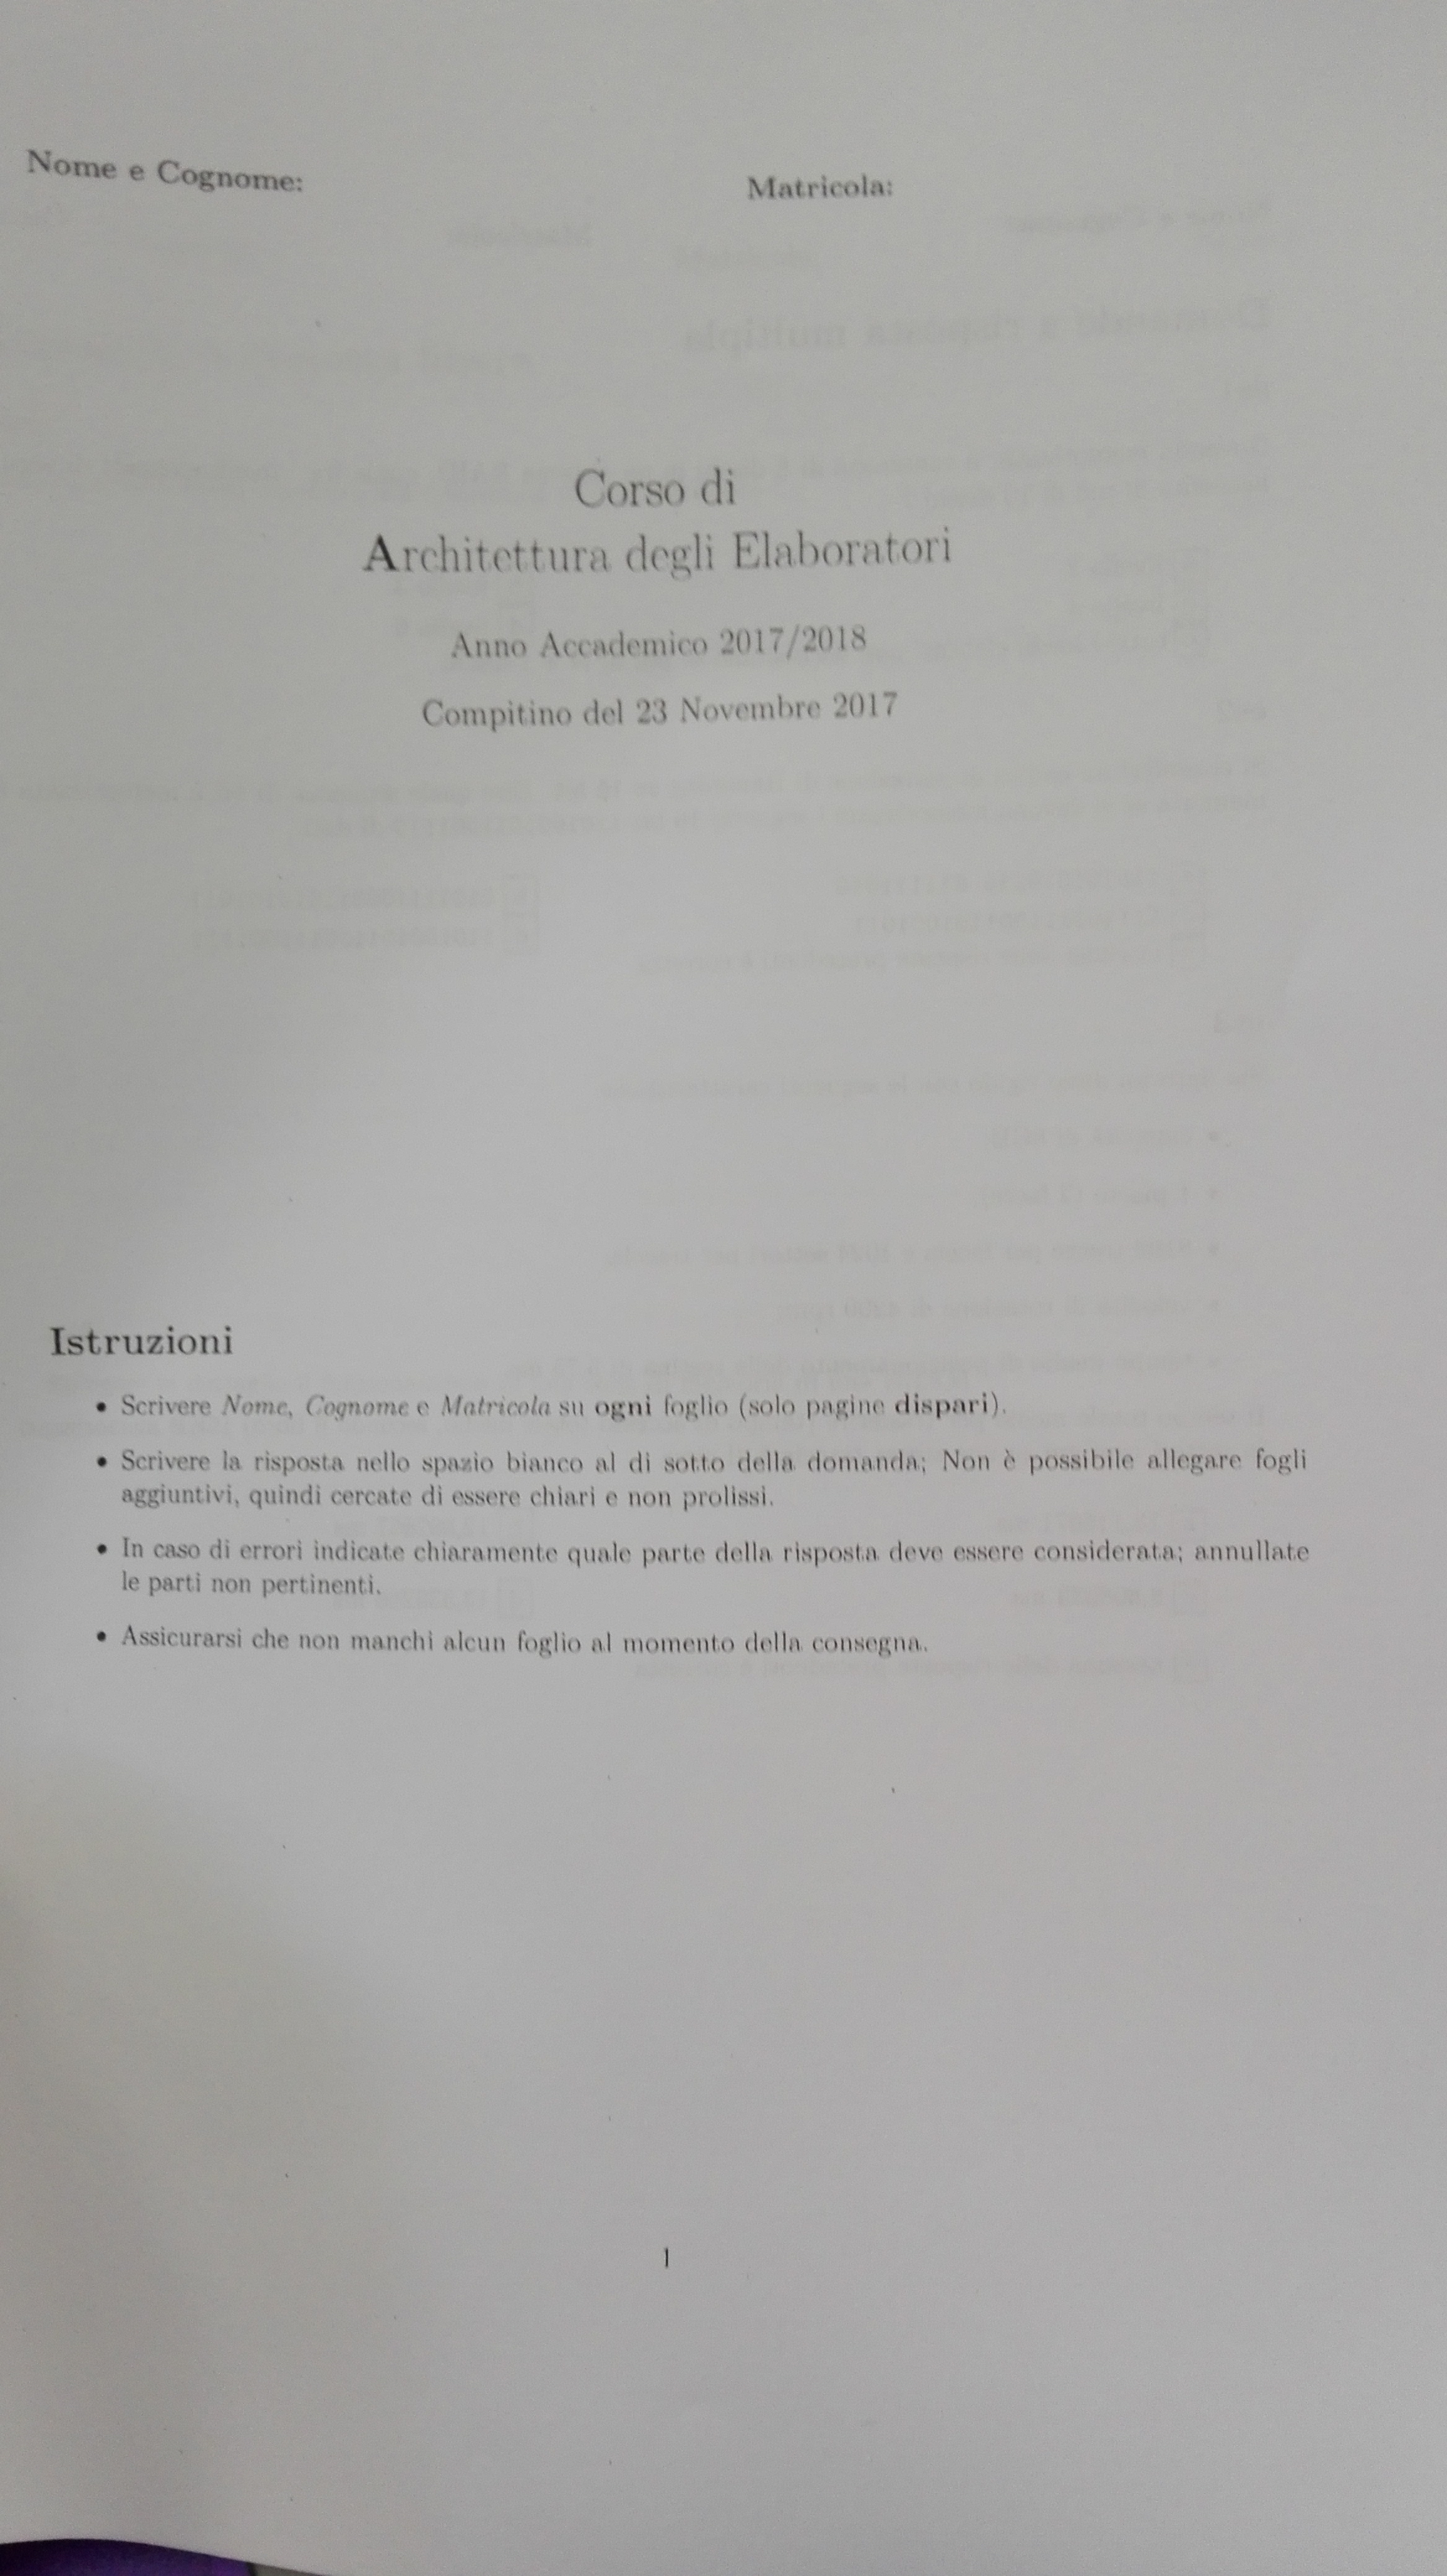 Nome e Cognome: Matricola:
Corso di
Architettura degli Elaboratori
Anno Accademico 2017/2018
Compitino del 23 Novembre 2017
Istruzioni
• Scrivere Nome, Cognome e Matricola su ogni foglio (solo pagine dispari).
• Scrivere la risposta nello spazio bianco al di sotto della domanda; Non è possibile allegare fogli
aggiuntivi, quindi cercate di essere chiari e non prolissi.
• In caso di errori indicate chiaramente quale parte della risposta deve essere considerata; annullate
le parti non pertinenti.
• Assicurarsi che non manchi alcun foglio al momento della consegna.
1